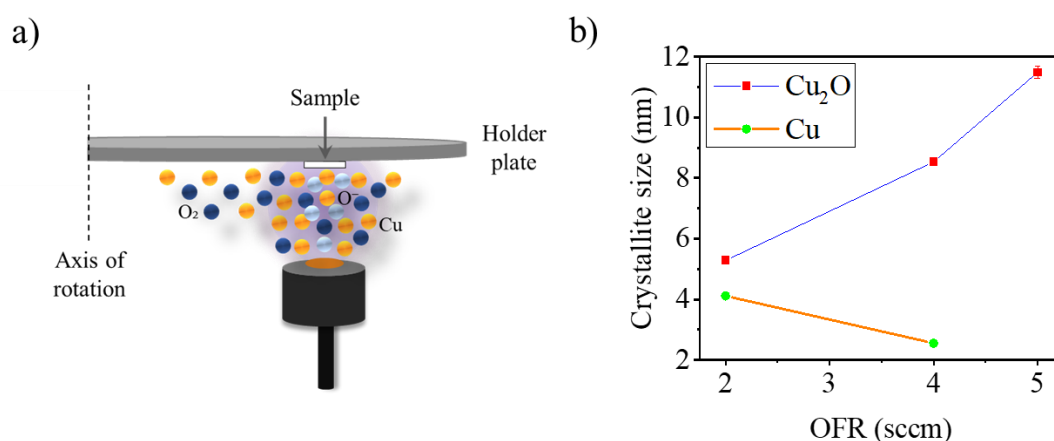 a)
Sample
Holder
plate
O₂
O⁻
Cu
Axis of
rotation
b)
Crystallite size (nm)
12
10
8
6
4
2
Cu₂O
Cu
2
3
4
5
OFR (sccm)